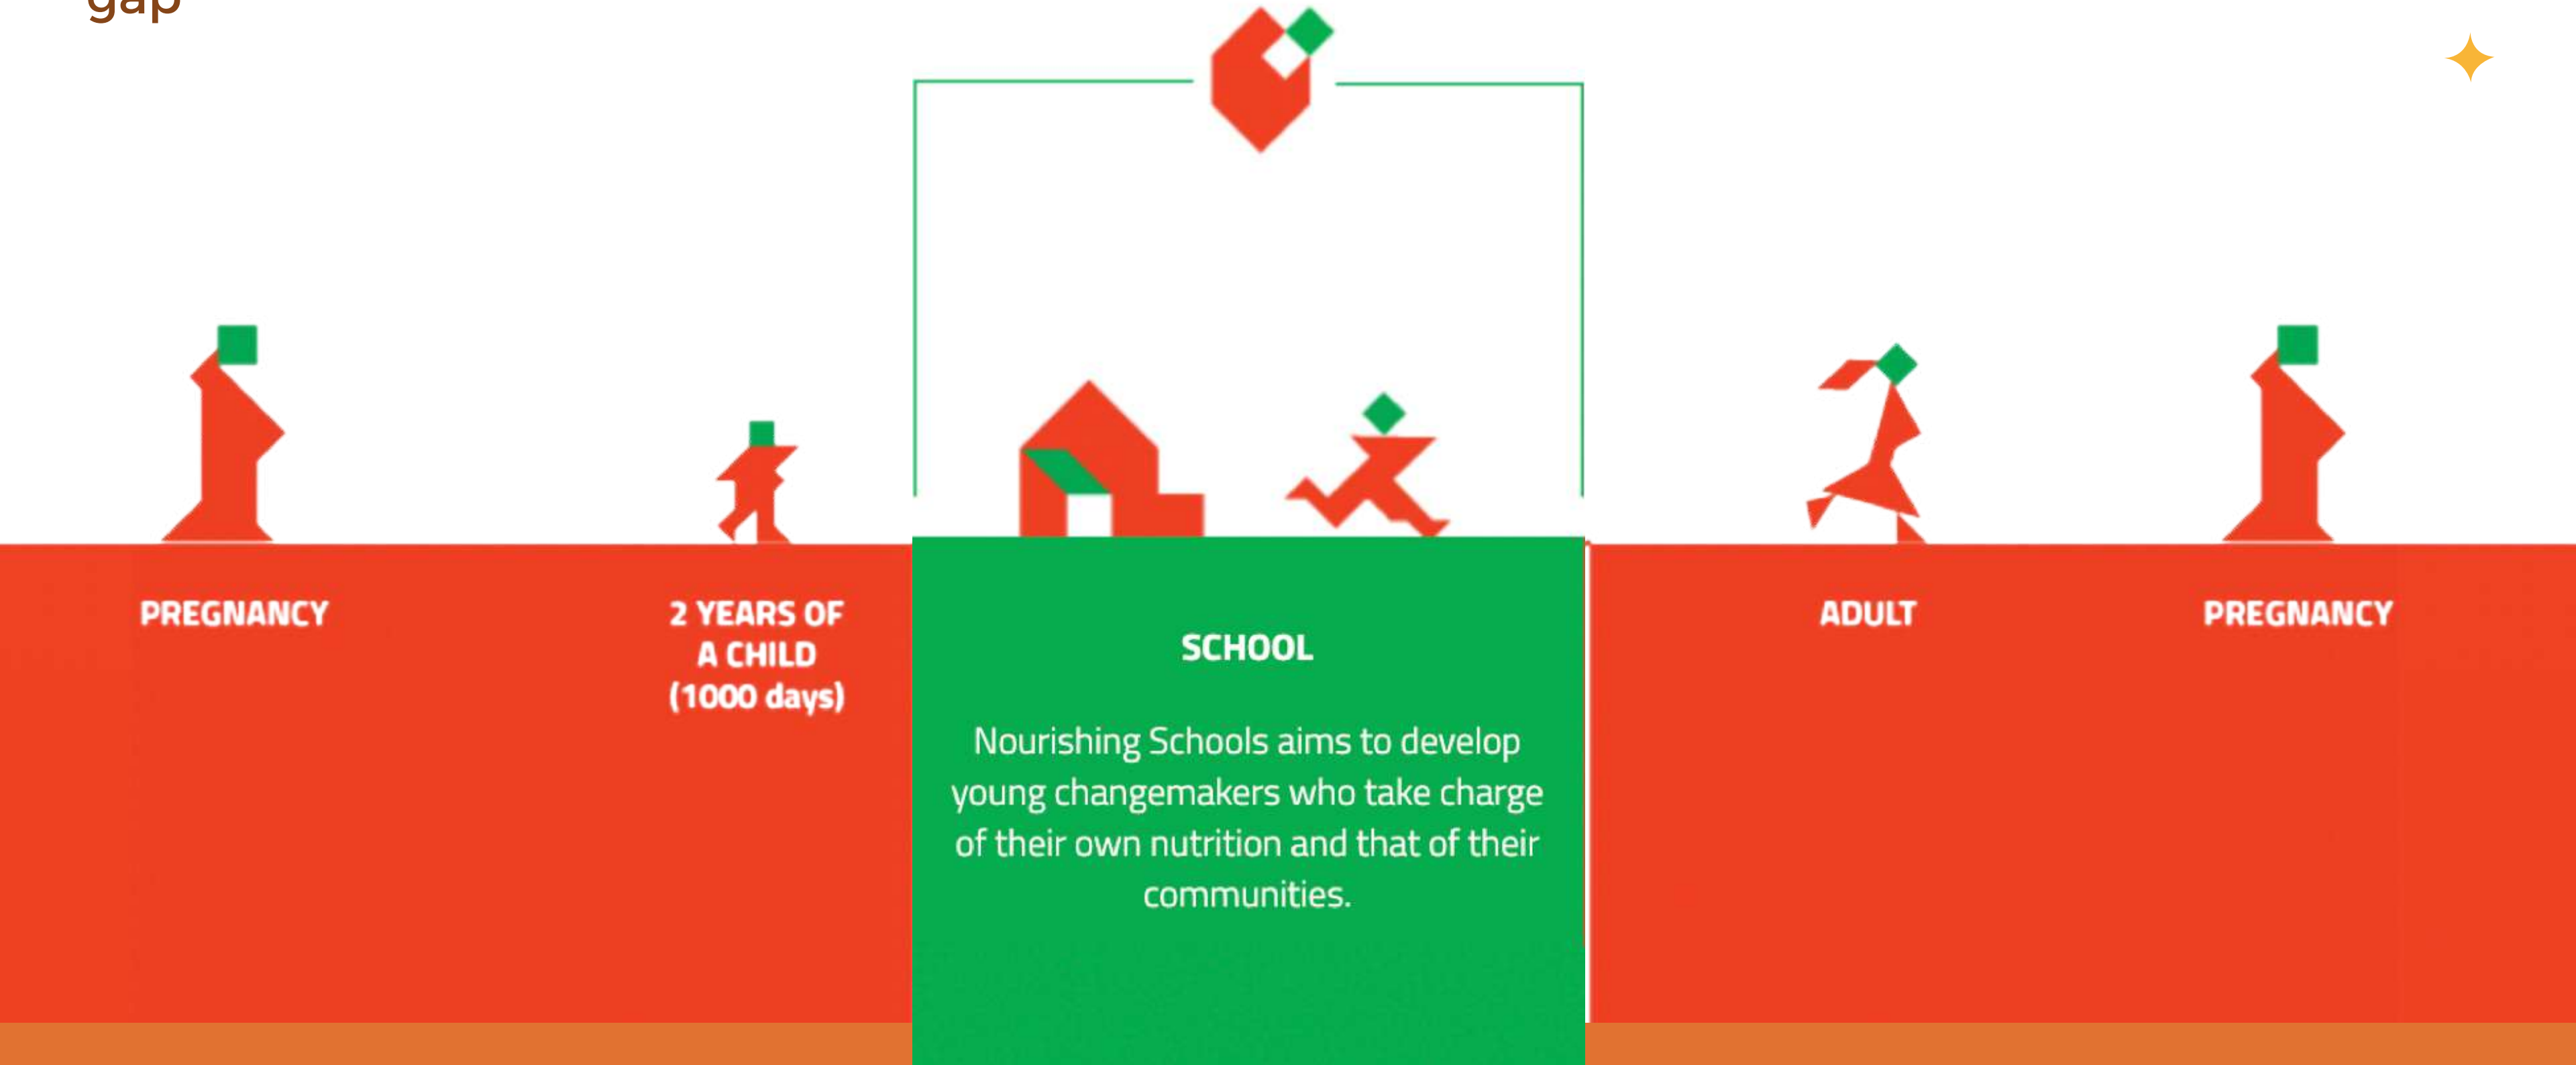 gap
PREGNANCY
2 YEARS OF
A CHILD
(1000 days)
SCHOOL
Nourishing Schools aims to develop
young changemakers who take charge
of their own nutrition and that of their
communities.
ADULT
PREGNANCY